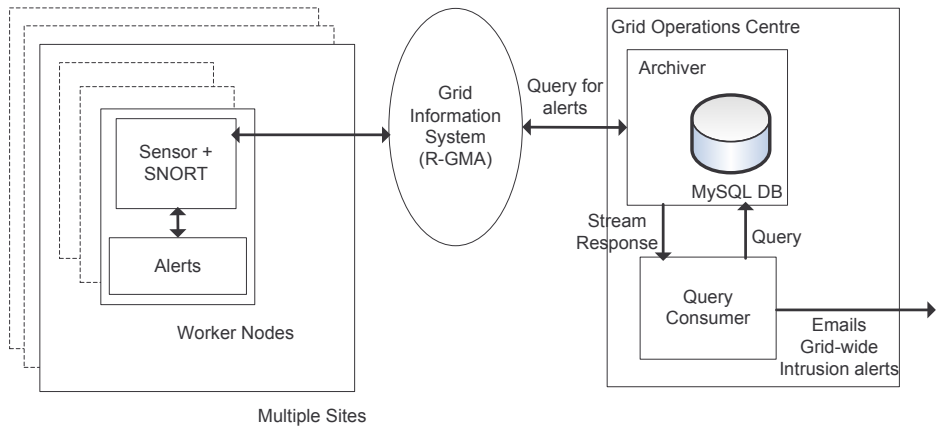 Sensor +
SNORT
Alerts
Worker Nodes
Multiple Sites
Grid
Information
System
(R-GMA)
Query for
alerts
Grid Operations Centre
Archiver
MySQL DB
Stream
Response
Query
Query
Consumer
Emails
Grid-wide
Intrusion alerts